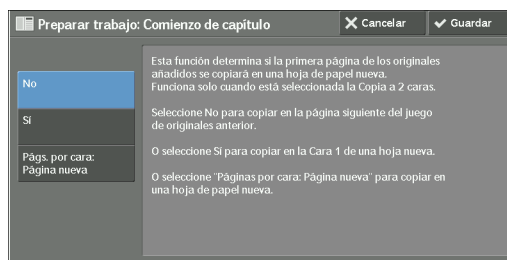 Preparar trabajo: Comienzo de capítulo
Cancelar
Guardar
No
Sí
Págs. por cara:
Página nueva
Esta función determina si la primera página de los originales
añadidos se copiará en una hoja de papel nueva.
Funciona solo cuando está seleccionada la Copia a 2 caras.
Seleccione No para copiar en la página siguiente del juego
de originales anterior.
O seleccione Sí para copiar en la Cara 1 de una hoja nueva.
O seleccione "Páginas por cara: Página nueva" para copiar en
una hoja de papel nueva.